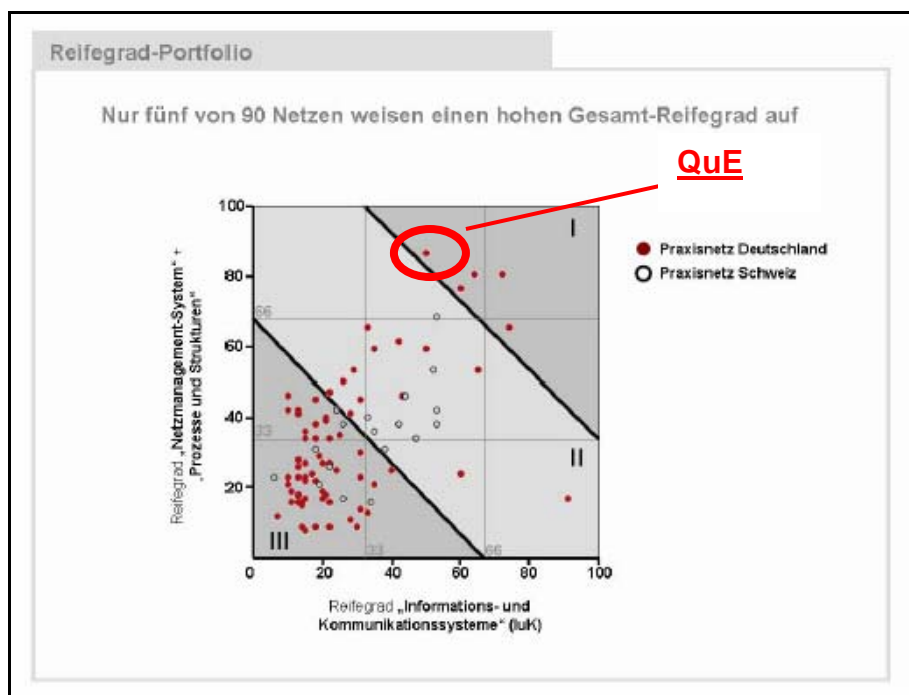 Reifegrad-Portfolio
Nur fünf von 90 Netzen weisen einen hohen Gesamt-Reifegrad auf
QuE
Reifegrad „Netzmanagement-System“ +
„Prozesse und Strukturen“
100
80
66
60
40
33
20
0
I
II
III
33
66
0
20
40
60
80
100
Praxisnetz Deutschland
Praxisnetz Schweiz
Reifegrad „Informations- und
Kommunikationssysteme“ (IuK)